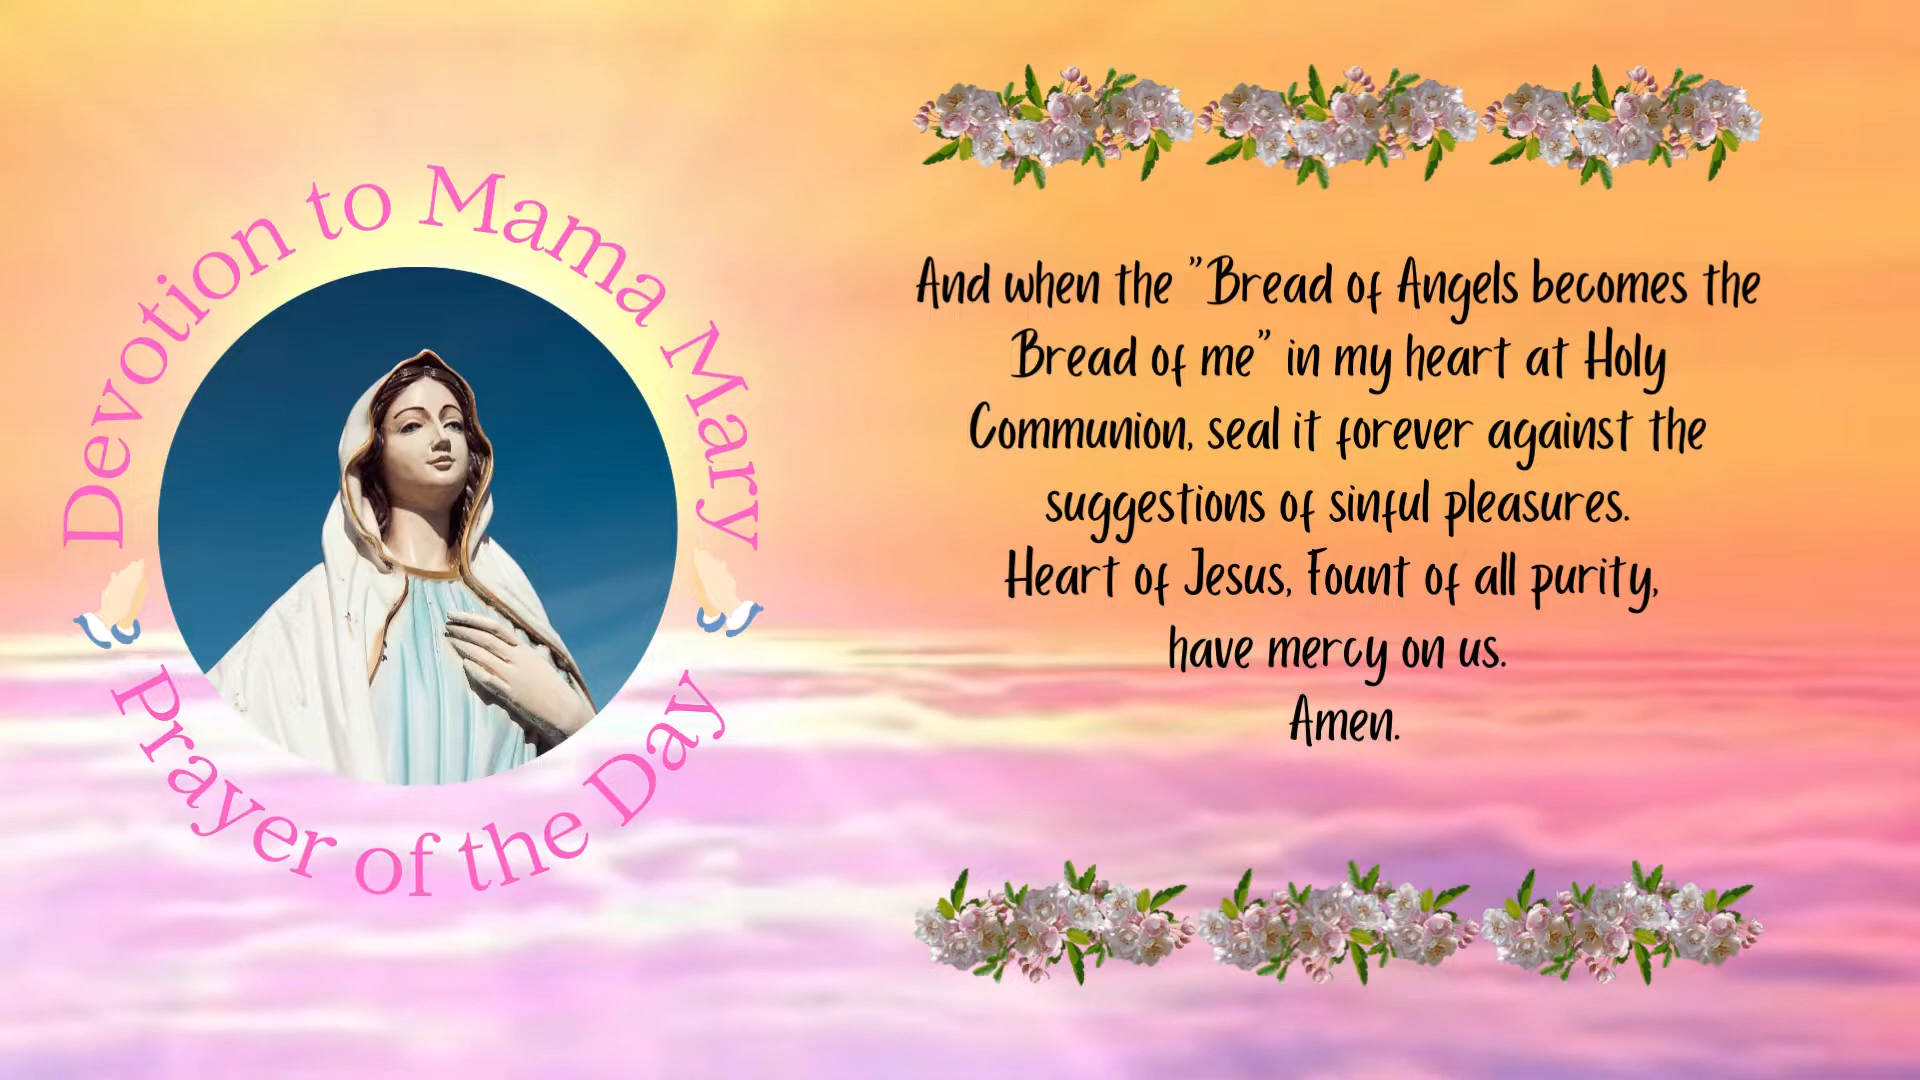 Devotion to Mama Mary
Prayer of the Day
And when the "Bread of Angels becomes the
Bread of me" in my heart at Holy
Communion, seal it forever against the
suggestions of sinful pleasures.
Heart of Jesus, Fount of all purity,
have mercy on us.
Amen.